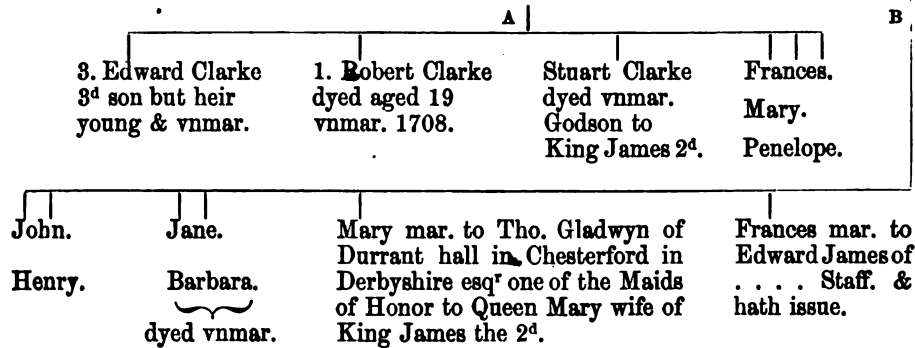 A B
3. Edward Clarke
3d son but heir
young & vnmar.
1. Robert Clarke
dyed aged 19
vnmar. 1708.
Stuart Clarke
dyed vnmar.
Godson to
King James 2d.
Frances.
Mary.
Penelope.
John.
Henry.
Jane.
Barbara.
dyed vnmar.
Mary mar. to Tho. Gladwyn of
Durrant hall in Chesterford in
Derbyshire esqr one of the Maids
of Honor to Queen Mary wife of
King James the 2d.
Frances mar. to
Edward James of
. . . . Staff. &
hath issue.